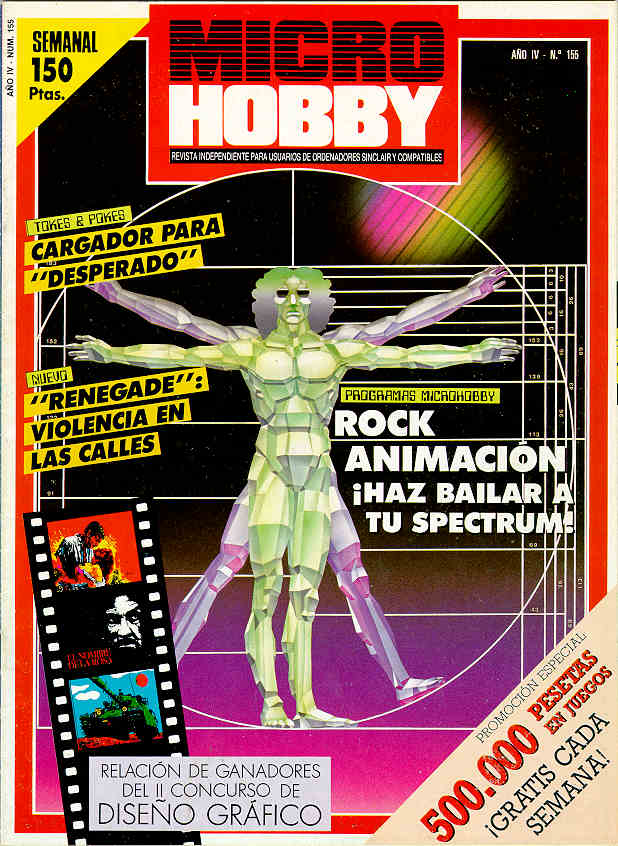 AÑO IV - NUM. 155
SEMANAL
150
Ptas.
MICRO
HOBBY
AÑO IV - N.º 155
REVISTA INDEPENDIENTE PARA USUARIOS DE ORDENADORES SINCLAIR Y COMPATIBLES
TOKES & POKES
CARGADOR PARA
"DESPERADO"
NUEVO
"RENEGADE":
VIOLENCIA EN
LAS CALLES
PROGRAMAS MICROHOBBY
ROCK
ANIMACIÓN
¡HAZ BAILAR A
TU SPECTRUM!
EL NOMBRE
DE LA ROSA
RELACIÓN DE GANADORES
DEL II CONCURSO DE
DISEÑO GRÁFICO
PROMOCIÓN ESPECIAL:
500.000 PESETAS
EN JUEGOS
¡GRATIS CADA
SEMANA!